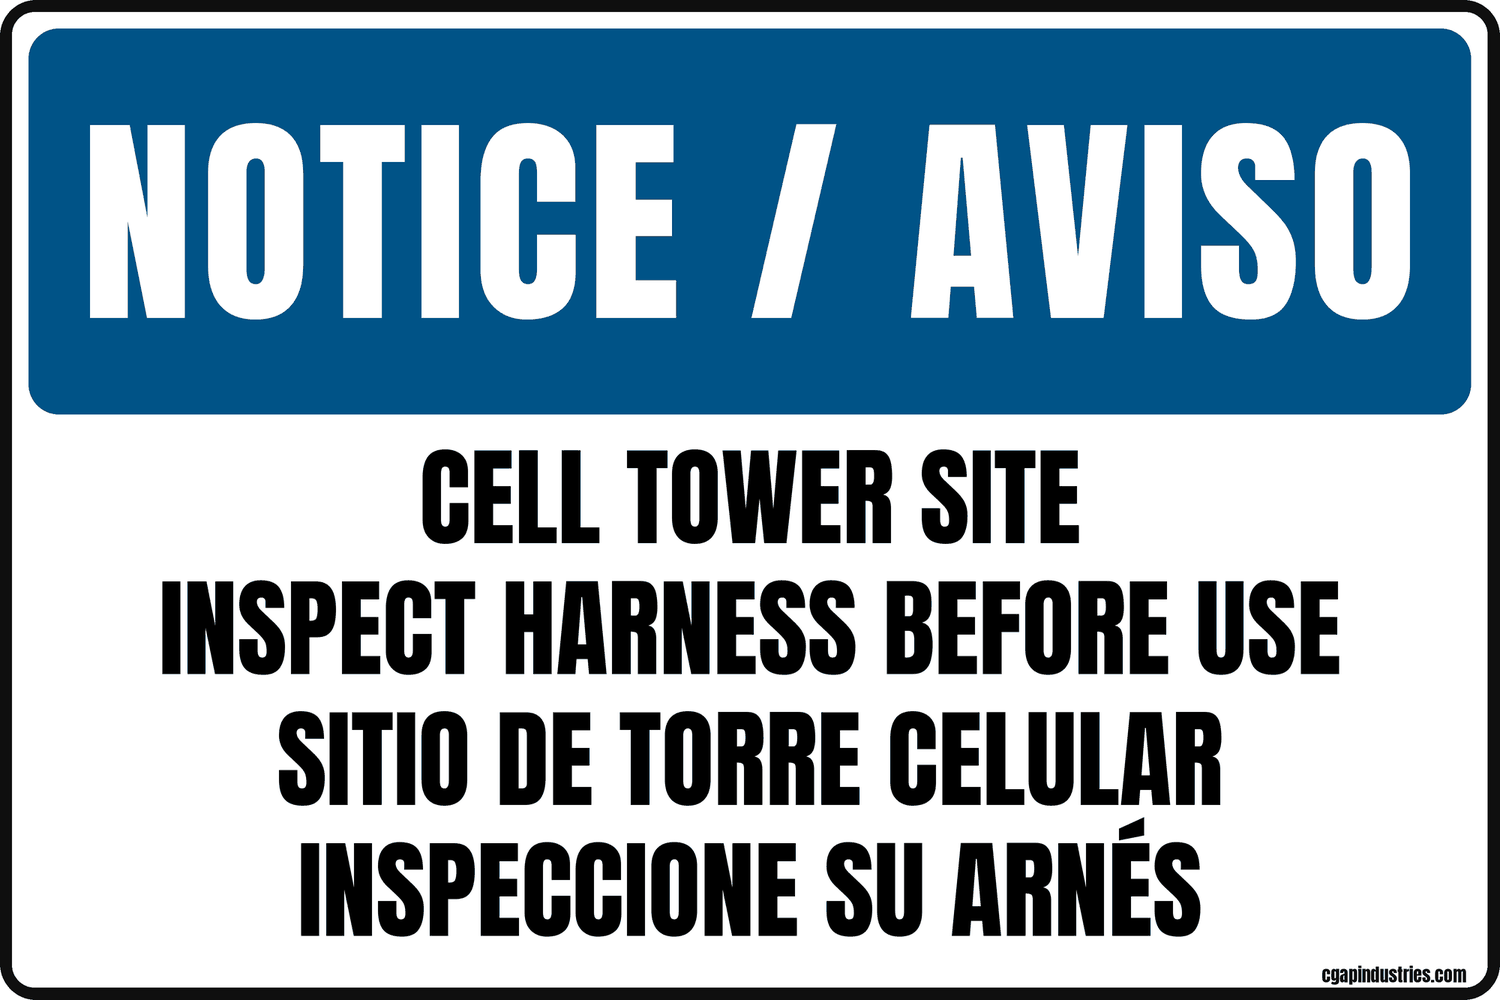 NOTICE / AVISO
CELL TOWER SITE
INSPECT HARNESS BEFORE USE
SITIO DE TORRE CELULAR
INSPECCIONE SU ARNÉS
cgapindustries.com